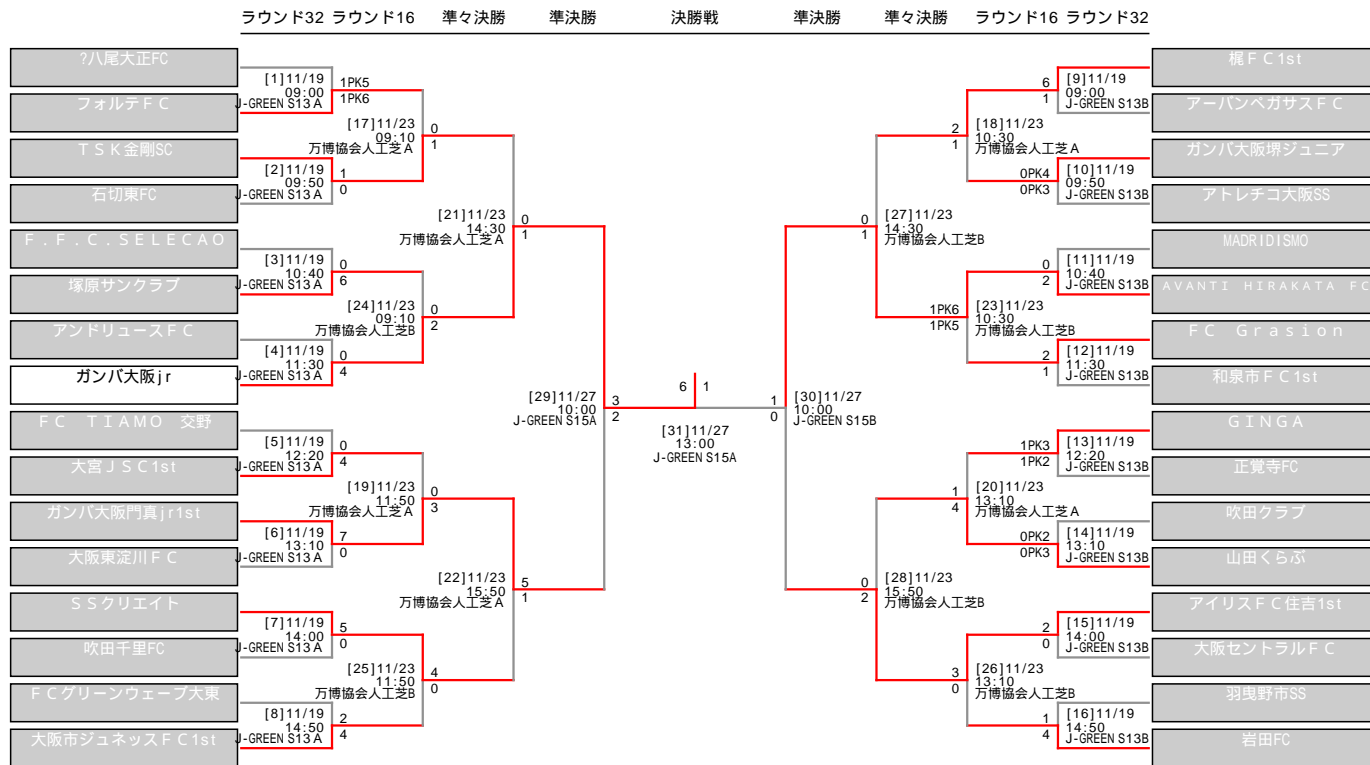 ラウンド32 ラウンド16 準々決勝 準決勝 決勝戦 準決勝 準々決勝 ラウンド16 ラウンド32
?八尾大正FC
[1]11/19
09:00
J-GREEN S13A
1PK5
1PK6
フォルテＦＣ
[17]11/23
09:10
万博協会人工芝A
0
1
ＴＳＫ金剛SC
[2]11/19
09:50
J-GREEN S13A
1
0
石切東FC
[21]11/23
14:30
万博協会人工芝A
0
1
Ｆ．Ｆ．Ｃ．ＳＥＬＥＣＡＯ
[3]11/19
10:40
J-GREEN S13A
0
6
塚原サンクラブ
[24]11/23
09:10
万博協会人工芝B
0
2
アンドリュースＦＣ
[4]11/19
11:30
J-GREEN S13A
0
4
ガンバ大阪jr
[29]11/27
10:00
J-GREEN S15A
3
2
ＦＣ　ＴＩＡＭＯ　交野
[5]11/19
12:20
J-GREEN S13A
0
4
大宮ＪＳＣ1st
[19]11/23
11:50
万博協会人工芝A
0
3
ガンバ大阪門真jr1st
[6]11/19
13:10
J-GREEN S13A
7
0
大阪東淀川ＦＣ
[22]11/23
15:50
万博協会人工芝A
5
1
ＳＳクリエイト
[7]11/19
14:00
J-GREEN S13A
5
0
吹田千里FC
[25]11/23
11:50
万博協会人工芝B
4
0
ＦＣグリーンウェーブ大東
[8]11/19
14:50
J-GREEN S13A
2
4
大阪市ジュネッスＦＣ1st
6 1
[31]11/27
13:00
J-GREEN S15A
梶ＦＣ1st
6
1
[9]11/19
09:00
J-GREEN S13B
アーバンペガサスＦＣ
2
1
[18]11/23
10:30
万博協会人工芝A
ガンバ大阪堺ジュニア
0PK4
0PK3
[10]11/19
09:50
J-GREEN S13B
アトレチコ大阪SS
0
1
[27]11/23
14:30
万博協会人工芝B
MADRIDISMO
0
2
[11]11/19
10:40
J-GREEN S13B
ＡＶＡＮＴＩ　ＨＩＲＡＫＡＴＡ　ＦＣ
1PK6
1PK5
[23]11/23
10:30
万博協会人工芝B
ＦＣ　Ｇｒａｓｉｏｎ
2
1
[12]11/19
11:30
J-GREEN S13B
和泉市ＦＣ1st
1
0
[30]11/27
10:00
J-GREEN S15B
ＧＩＮＧＡ
1PK3
1PK2
[13]11/19
12:20
J-GREEN S13B
正覚寺FC
1
4
[20]11/23
13:10
万博協会人工芝A
吹田クラブ
0PK2
0PK3
[14]11/19
13:10
J-GREEN S13B
山田くらぶ
0
2
[28]11/23
15:50
万博協会人工芝B
アイリスＦＣ住吉1st
2
0
[15]11/19
14:00
J-GREEN S13B
大阪セントラルＦＣ
3
0
[26]11/23
13:10
万博協会人工芝B
羽曳野市SS
1
4
[16]11/19
14:50
J-GREEN S13B
岩田FC